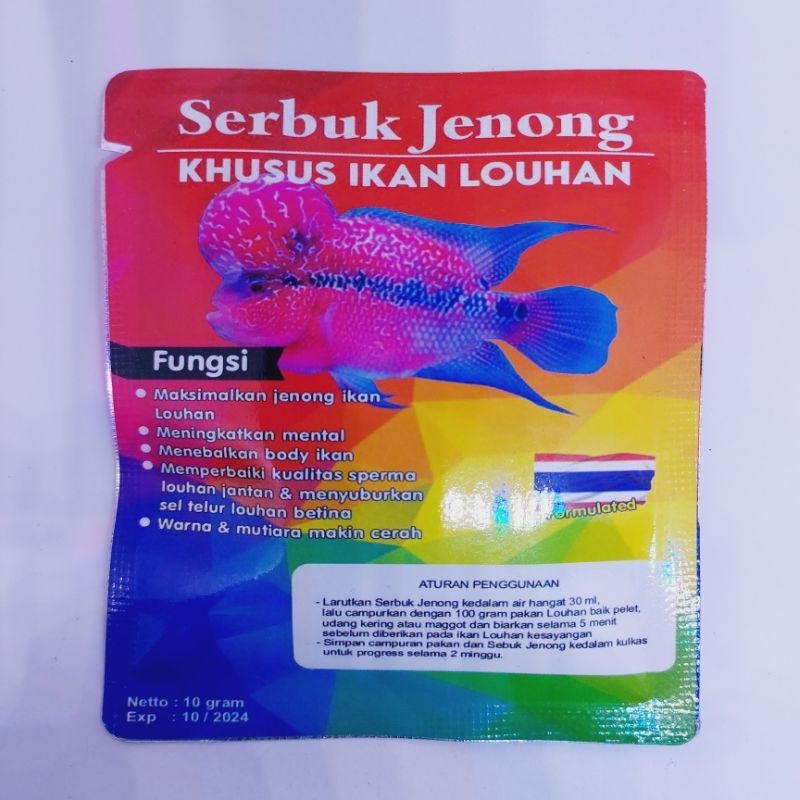 Serbuk Jenong
KHUSUS IKAN LOUHAN
Fungsi
Maksimalkan jenong ikan
Louhan
Meningkatkan mental
Menebalkan body ikan
Memperbaiki kualitas sperma
louhan jantan & menyuburkan
sel telur louhan betina
Warna & mutiara makin cerah
Formulated
ATURAN PENGGUNAAN
- Larutkan Serbuk Jenong kedalam air hangat 30 ml,
lalu campurkan dengan 100 gram pakan Louhan baik pelet,
udang kering atau maggot dan biarkan selama 5 menit
sebelum diberikan pada ikan Louhan kesayangan
- Simpan campuran pakan dan Sebuk Jenong kedalam kulkas
untuk progress selama 2 minggu.
Netto : 10 gram
Exp : 10 / 2024